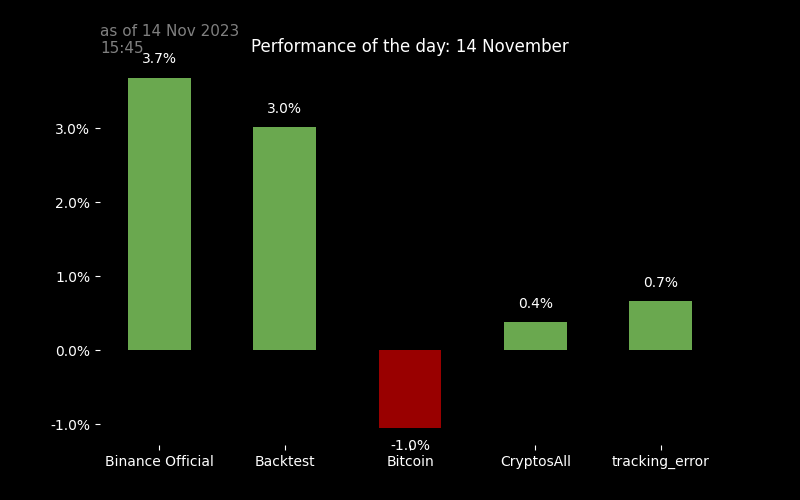 as of 14 Nov 2023
15:45
Performance of the day: 14 November
3.7%
3.0%
-1.0%
0.4%
0.7%
3.0%
2.0%
1.0%
0.0%
-1.0%
Binance Official
Backtest
Bitcoin
CryptosAll
tracking_error